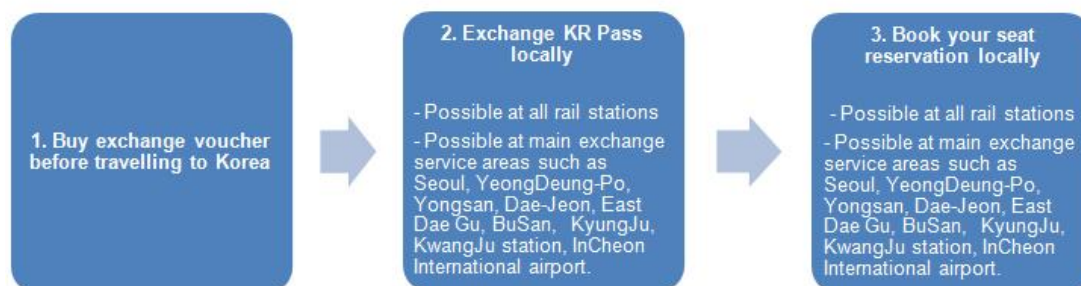 1. Buy exchange voucher
before travelling to Korea
2. Exchange KR Pass
locally
- Possible at all rail stations
- Possible at main exchange
service areas such as
Seoul, YeongDeung-Po,
Yongsan, Dae-Jeon, East
Dae Gu, BuSan, KyungJu,
KwangJu station, InCheon
International airport.
3. Book your seat
reservation locally
- Possible at all rail stations
- Possible at main exchange
service areas such as
Seoul, YeongDeung-Po,
Yongsan, Dae-Jeon, East
Dae Gu, BuSan, KyungJu,
KwangJu station, InCheon
International airport.